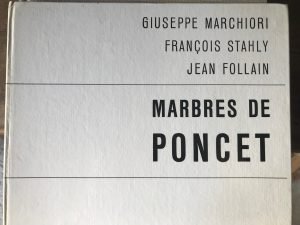 GIUSEPPE MARCHIORI
FRANÇOIS STAHLY
JEAN FOLLAIN
MARBRES DE
PONCET